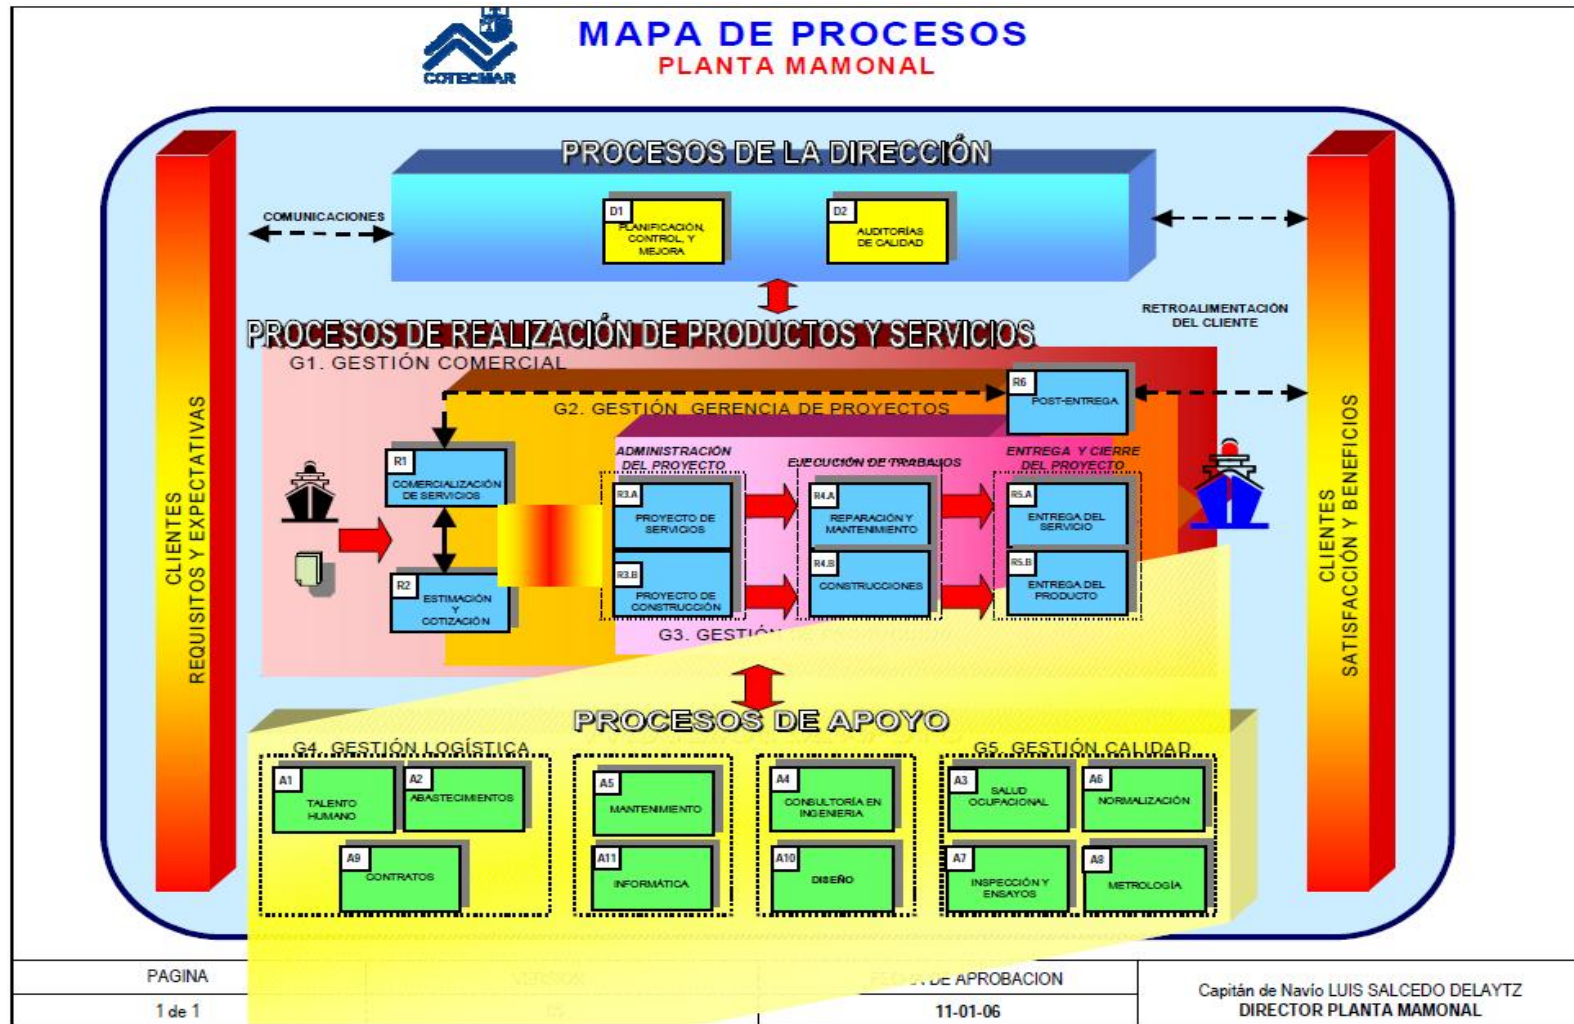 COTECMAR
MAPA DE PROCESOS
PLANTA MAMONAL
PROCESOS DE LA DIRECCIÓN
COMUNICACIONES
D1
PLANIFICACIÓN,
CONTROL, Y
MEJORA
D2
AUDITORÍAS
DE CALIDAD
RETROALIMENTACIÓN
DEL CLIENTE
CLIENTES
REQUISITOS Y EXPECTATIVAS
PROCESOS DE REALIZACIÓN DE PRODUCTOS Y SERVICIOS
G1. GESTIÓN COMERCIAL
G2. GESTIÓN GERENCIA DE PROYECTOS
R6
POST-ENTREGA
R1
COMERCIALIZACIÓN
DE SERVICIOS
R2
ESTIMACIÓN
Y
COTIZACIÓN
ADMINISTRACIÓN
DEL PROYECTO
R3.A
PROYECTO DE
SERVICIOS
R3.B
PROYECTO DE
CONSTRUCCIÓN
EJECUCIÓN DE TRABAJOS
R4.A
REPARACIÓN Y
MANTENIMIENTO
R4.B
CONSTRUCCIONES
ENTREGA Y CIERRE
DEL PROYECTO
R5.A
ENTREGA DEL
SERVICIO
R5.B
ENTREGA DEL
PRODUCTO
G3. GESTIÓN
CLIENTES
SATISFACCIÓN Y BENEFICIOS
PROCESOS DE APOYO
G4. GESTIÓN LOGÍSTICA
A1
TALENTO
HUMANO
A2
ABASTECIMIENTOS
A9
CONTRATOS
A5
MANTENIMIENTO
A11
INFORMÁTICA
A4
CONSULTORÍA EN
INGENIERIA
A10
DISEÑO
G5. GESTIÓN CALIDAD
A3
SALUD
OCUPACIONAL
A6
NORMALIZACIÓN
A7
INSPECCIÓN Y
ENSAYOS
A8
METROLOGÍA
PAGINA
1 de 1
DE APROBACION
11-01-06
Capitán de Navío LUIS SALCEDO DELAYTZ
DIRECTOR PLANTA MAMONAL